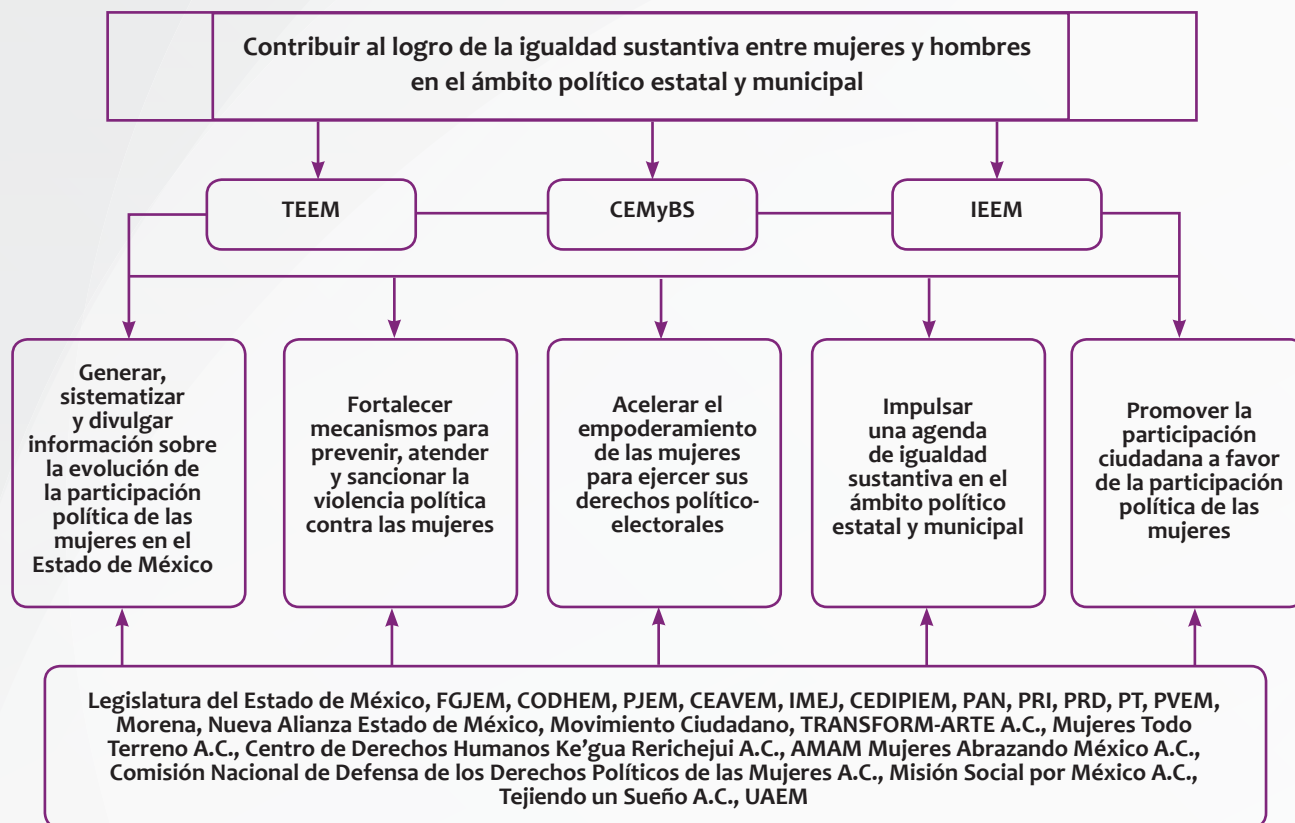 Contribuir al logro de la igualdad sustantiva entre mujeres y hombres
en el ámbito político estatal y municipal
TEEM
CEMyBS
IEEM
Generar,
sistematizar
y divulgar
información sobre
la evolución de
la participación
política de las
mujeres en el
Estado de México
Fortalecer
mecanismos para
prevenir, atender
y sancionar la
violencia política
contra las mujeres
Acelerar el
empoderamiento
de las mujeres
para ejercer sus
derechos político-
electorales
Impulsar
una agenda
de igualdad
sustantiva en el
ámbito político
estatal y municipal
Promover la
participación
ciudadana a favor
de la participación
política de las
mujeres
Legislatura del Estado de México, FGJEM, CODHEM, PJEM, CEAVEM, IMEJ, CEDIPIEM, PAN, PRI, PRD, PT, PVEM,
Morena, Nueva Alianza Estado de México, Movimiento Ciudadano, TRANSFORM-ARTE A.C., Mujeres Todo
Terreno A.C., Centro de Derechos Humanos Ke’gua Rerichejui A.C., AMAM Mujeres Abrazando México A.C.,
Comisión Nacional de Defensa de los Derechos Políticos de las Mujeres A.C., Misión Social por México A.C.,
Tejiendo un Sueño A.C., UAEM